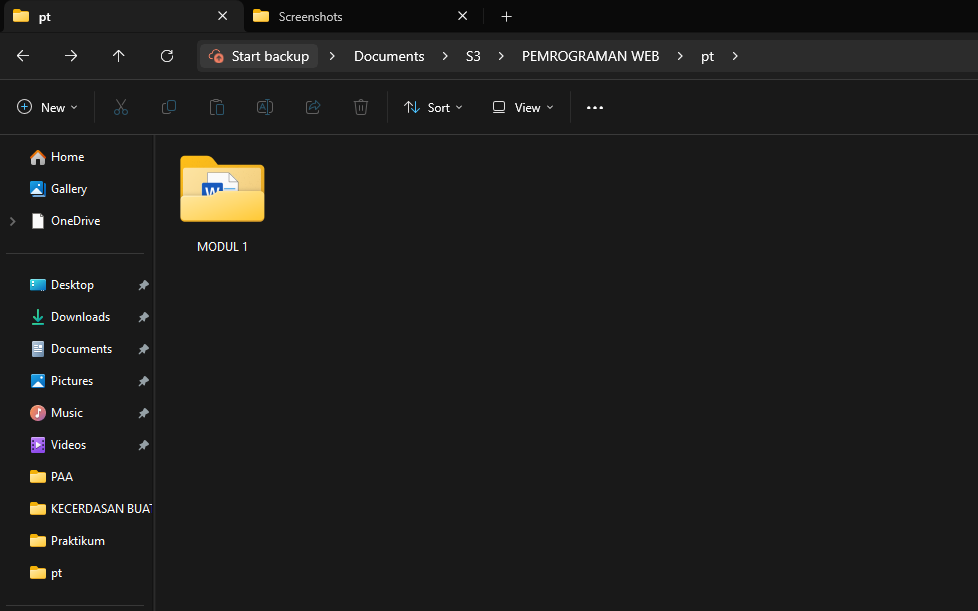 pt
Screenshots
Start backup > Documents > S3 > PEMROGRAMAN WEB > pt >
New
Sort
View
Home
Gallery
OneDrive
Desktop
Downloads
Documents
Pictures
Music
Videos
PAA
KECERDASAN BUA
Praktikum
pt
W
MODUL 1